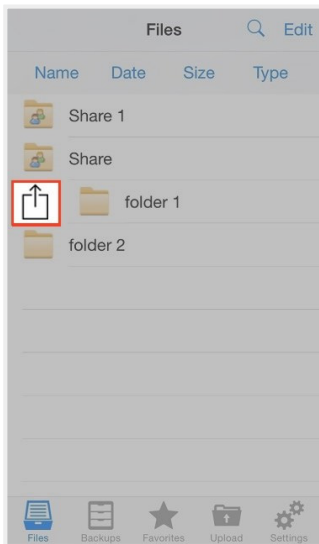 Files Edit
Name Date Size Type
Share 1
Share
folder 1
folder 2
Files Backups Favorites Upload Settings